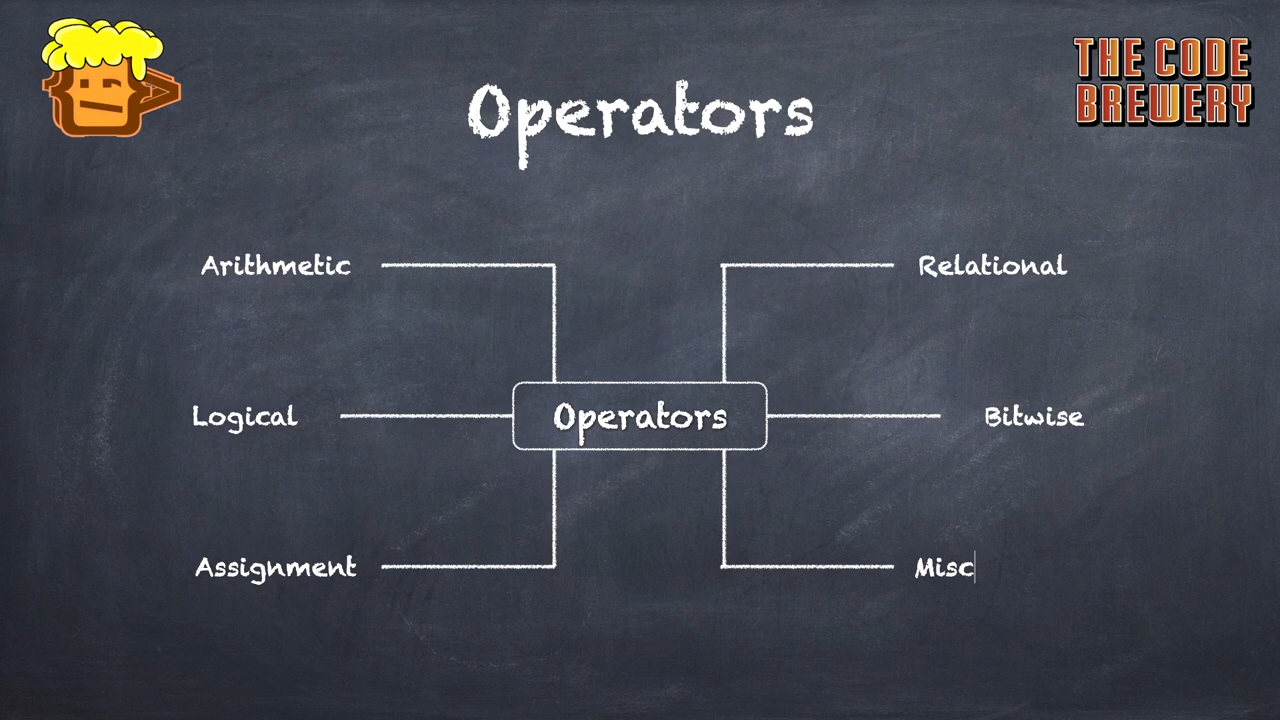 THE CODE
BREWERY
Operators
Arithmetic
Relational
Logical
Operators
Bitwise
Assignment
Misc